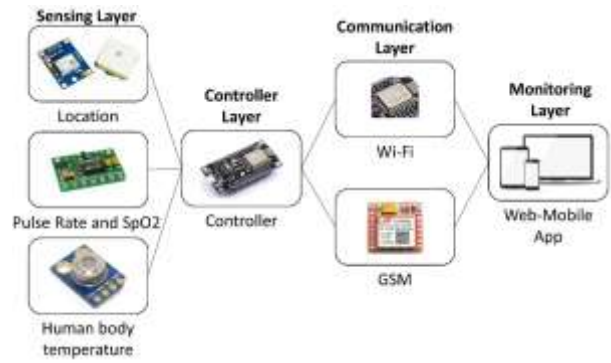 Sensing Layer
Location
Pulse Rate and SpO2
Human body
temperature
Controller
Layer
Controller
Communication
Layer
Wi-Fi
GSM
Monitoring
Layer
Web-Mobile
App